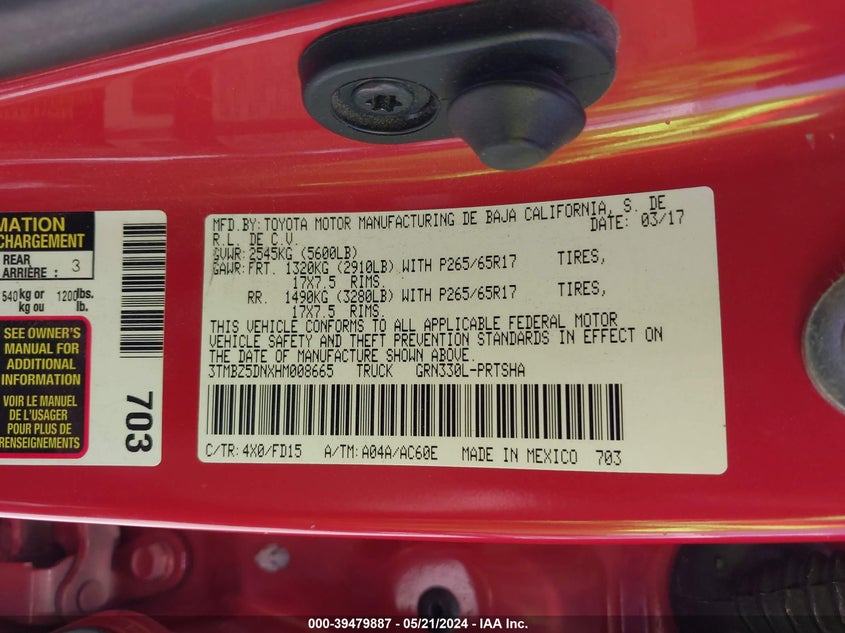 MATION
CHARGEMENT
REAR
ARRIÈRE : 3
540 kg or 1200 lbs.
kg ou lb.
SEE OWNER'S
MANUAL FOR
ADDITIONAL
INFORMATION
VOIR LE MANUEL
DE L'USAGER
POUR PLUS DE
RENSEIGNEMENTS
703
MFD.BY:TOYOTA MOTOR MANUFACTURING DE BAJA CALIFORNIA, S. DE
R.L. DE C.V. DATE: 03/17
GVWR:2545KG (5600LB)
GAWR:FRT. 1320KG (2910LB) WITH P265/65R17 TIRES,
17X7.5 RIMS.
RR. 1490KG (3280LB) WITH P265/65R17 TIRES,
17X7.5 RIMS.
THIS VEHICLE CONFORMS TO ALL APPLICABLE FEDERAL MOTOR
VEHICLE SAFETY AND THEFT PREVENTION STANDARDS IN EFFECT ON
THE DATE OF MANUFACTURE SHOWN ABOVE.
3TMBZ5DNXHM008665 TRUCK GRN330L-PRTSHA
C/TR:4X0/FD15 A/TM:A04A/AC60E MADE IN MEXICO 703
000-39479887 - 05/21/2024 - IAA Inc.